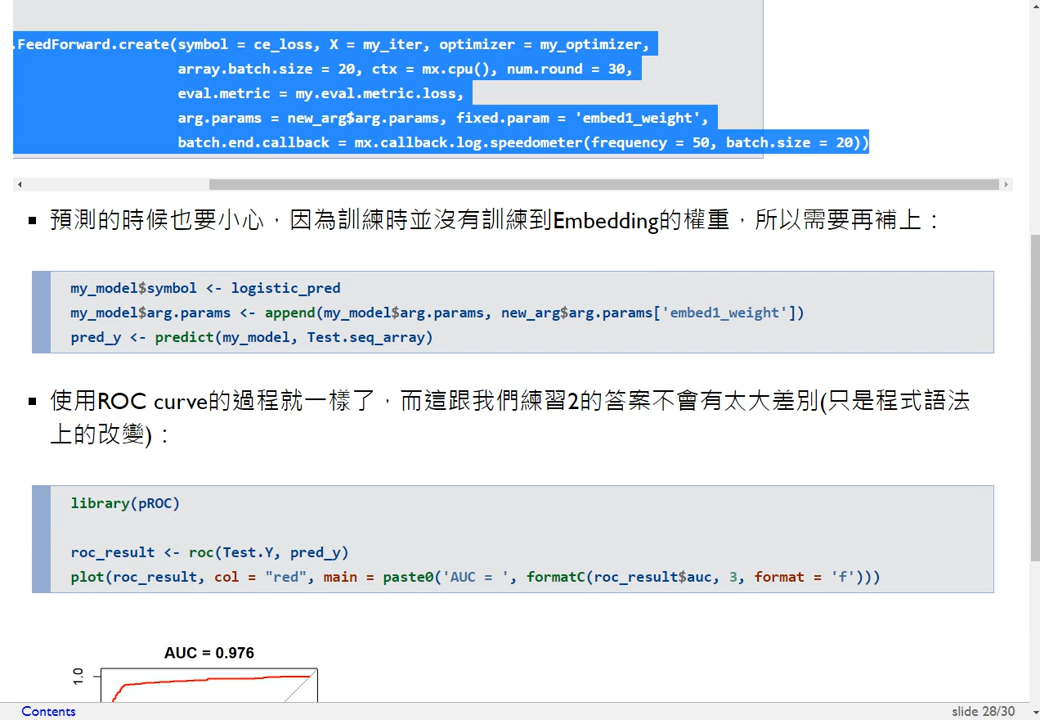 .FeedForward.create(symbol = ce_loss, X = my_iter, optimizer = my_optimizer,
array.batch.size = 20, ctx = mx.cpu(), num.round = 30,
eval.metric = my.eval.metric.loss,
arg.params = new_arg$arg.params, fixed.param = 'embed1_weight',
batch.end.callback = mx.callback.log.speedometer(frequency = 50, batch.size = 20))
▪ 預測的時候也要小心，因為訓練時並沒有訓練到Embedding的權重，所以需要再補上：
my_model$symbol <- logistic_pred
my_model$arg.params <- append(my_model$arg.params, new_arg$arg.params['embed1_weight'])
pred_y <- predict(my_model, Test.seq_array)
▪ 使用ROC curve的過程就一樣了，而這跟我們練習2的答案不會有太大差別(只是程式語法
上的改變)：
library(pROC)
roc_result <- roc(Test.Y, pred_y)
plot(roc_result, col = "red", main = paste0('AUC = ', formatC(roc_result$auc, 3, format = 'f')))
AUC = 0.976
1.0
Contents
slide 28/30